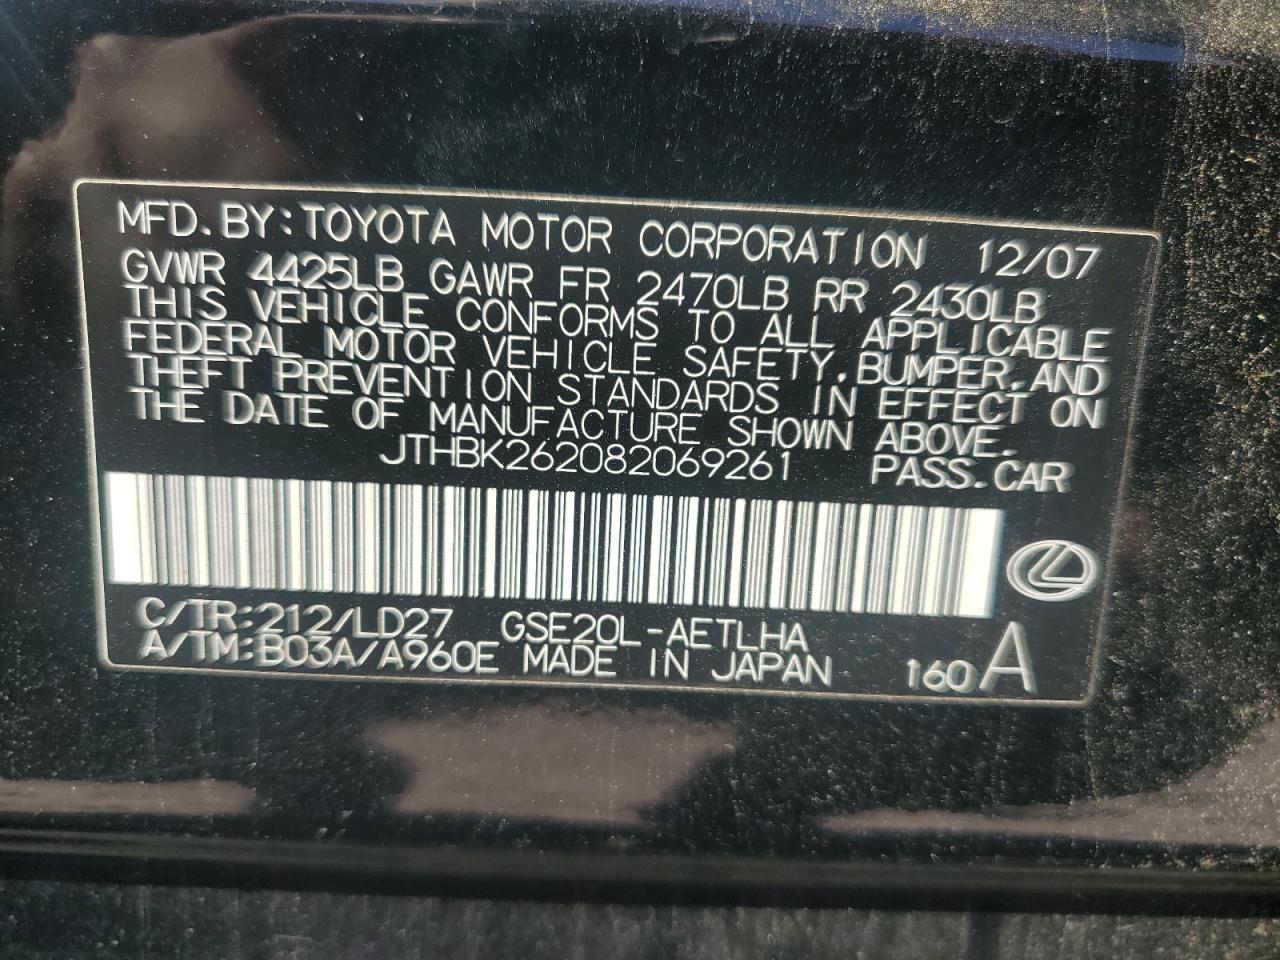 MFD. BY: TOYOTA MOTOR CORPORATION 12/07
GVWR 4425LB GAWR FR 2470LB RR 2430LB
THIS VEHICLE CONFORMS TO ALL APPLICABLE
FEDERAL MOTOR VEHICLE SAFETY, BUMPER, AND
THEFT PREVENTION STANDARDS IN EFFECT ON
THE DATE OF MANUFACTURE SHOWN ABOVE.
JTHBK262082069261 PASS. CAR
C/TR: 212/LD27 GSE20L-AETLHA
A/TM: B03A/A960E MADE IN JAPAN 160 A